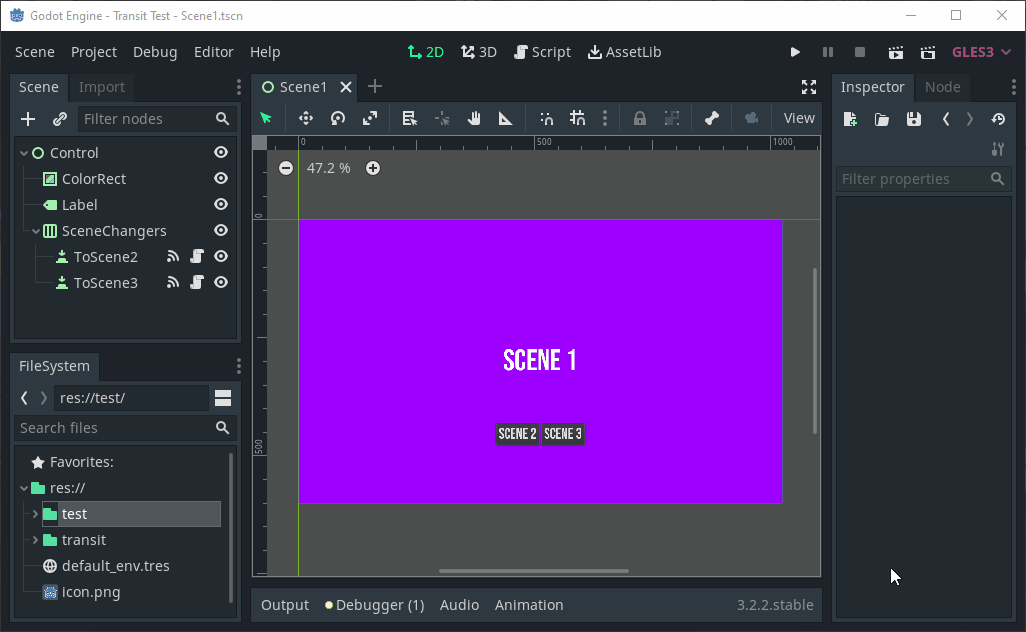 Godot Engine - Transit Test - Scene1.tscn
Scene Project Debug Editor Help 2D 3D Script AssetLib GLES3
Scene Import
Filter nodes
Control
ColorRect
Label
SceneChangers
ToScene2
ToScene3
FileSystem
res://test/
Search files
Favorites:
res://
test
transit
default_env.tres
icon.png
Scene1
View
0 500 1000
47.2 %
0
500
SCENE 1
SCENE 2 SCENE 3
Output Debugger (1) Audio Animation 3.2.2.stable
Inspector Node
Filter properties